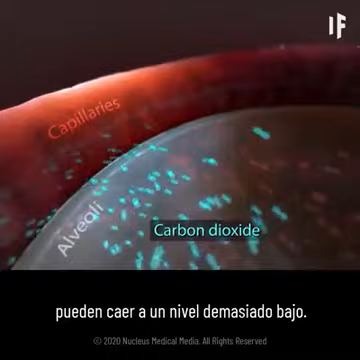 IF
Capillaries
Alveoli
Carbon dioxide
pueden caer a un nivel demasiado bajo.
© 2020 Nucleus Medical Media. All Rights Reserved